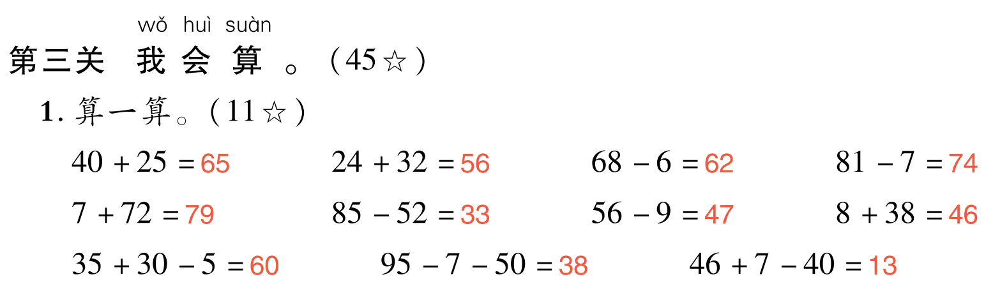 wǒ huì suàn
第三关 我会算。(45☆)
1. 算一算。(11☆)
40+25=65 24+32=56 68-6=62 81-7=74
7+72=79 85-52=33 56-9=47 8+38=46
35+30-5=60 95-7-50=38 46+7-40=13